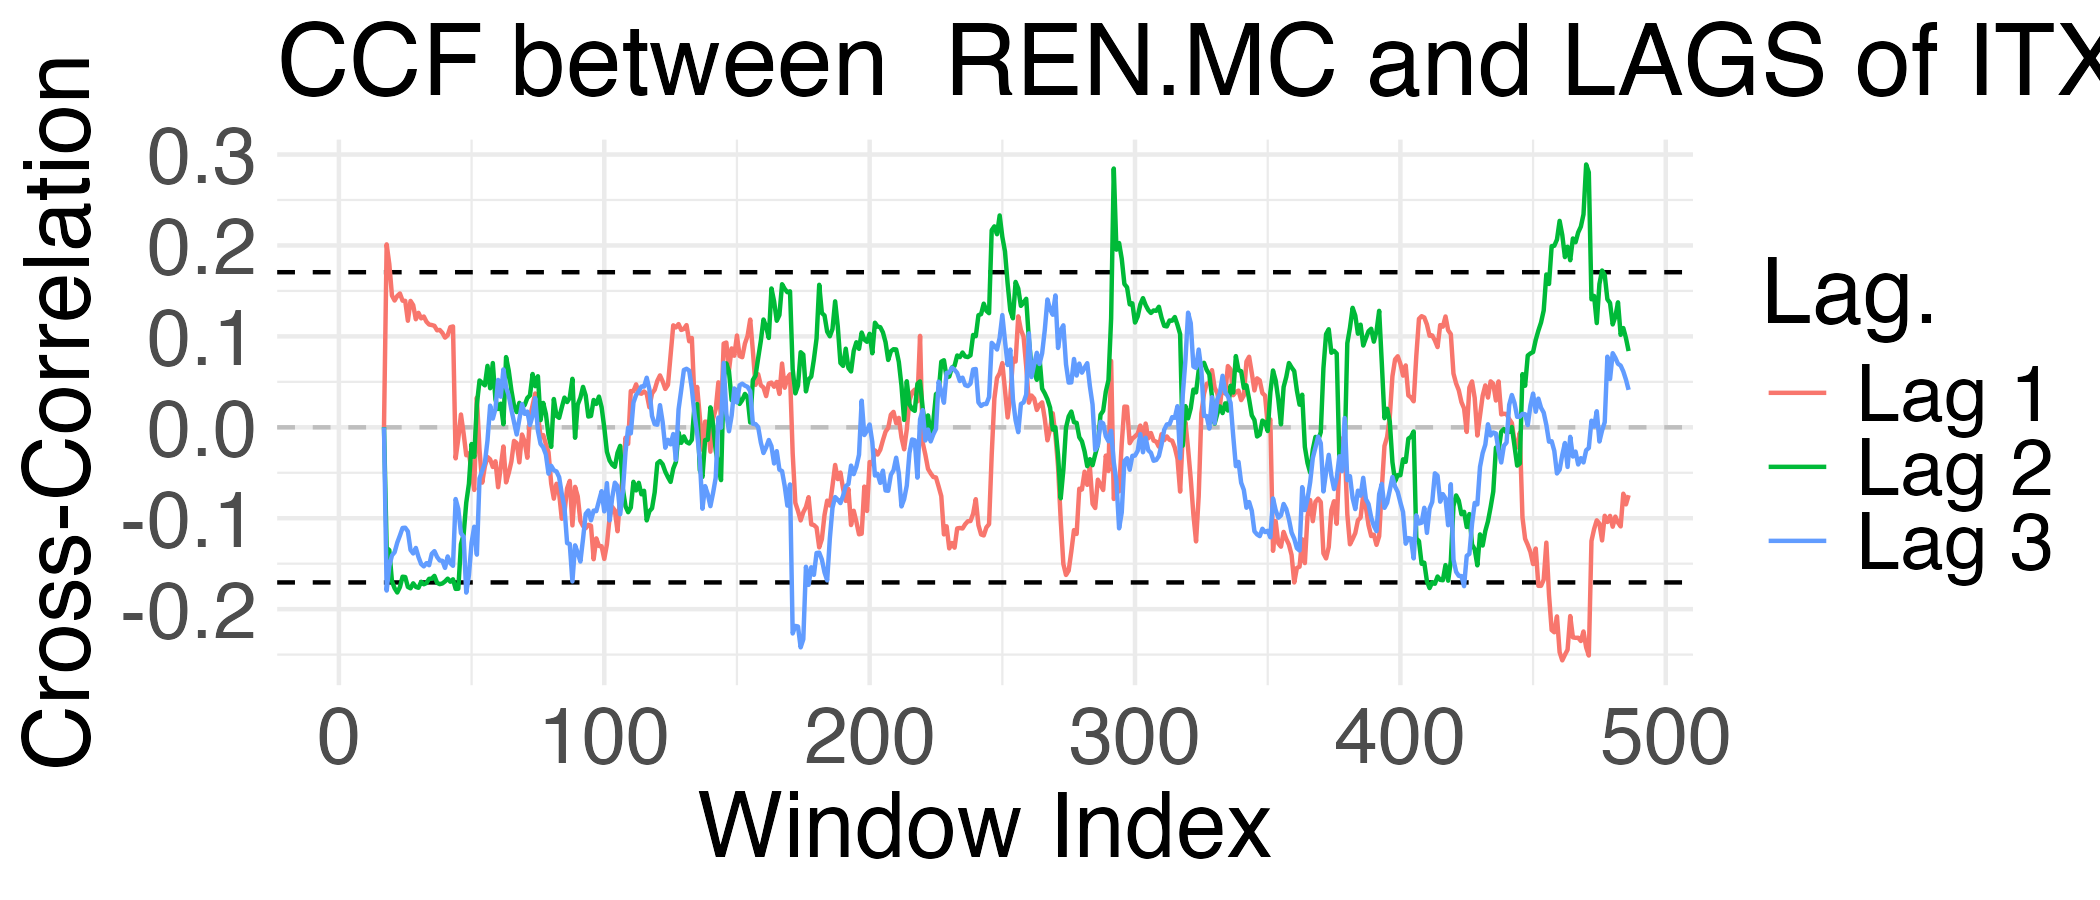 CCF between  REN.MC and LAGS of ITX
Cross-Correlation
0.3
0.2
0.1
0.0
-0.1
-0.2
0
100
200
300
400
500
Window Index
Lag.
Lag 1
Lag 2
Lag 3